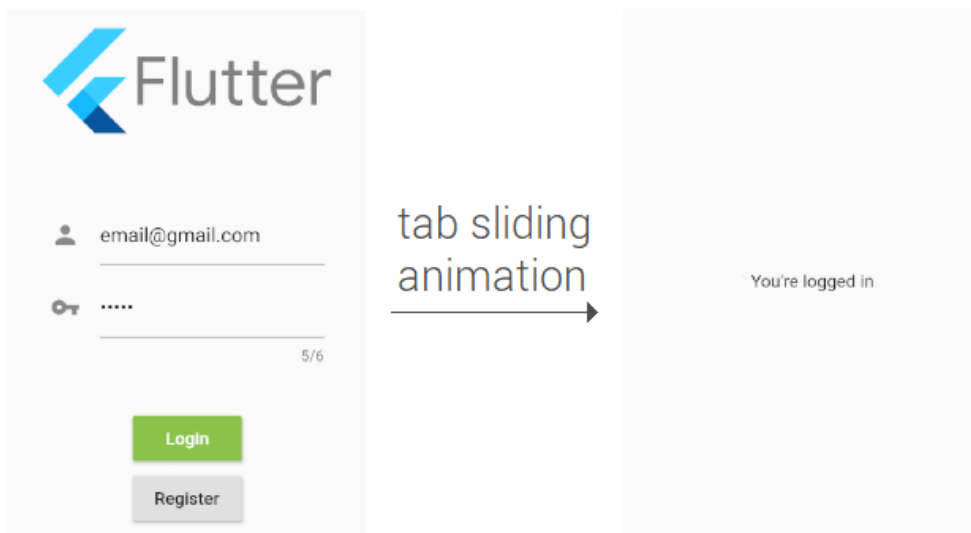 Flutter
email@gmail.com
•••••
5/6
Login
Register
tab sliding
animation
You're logged in